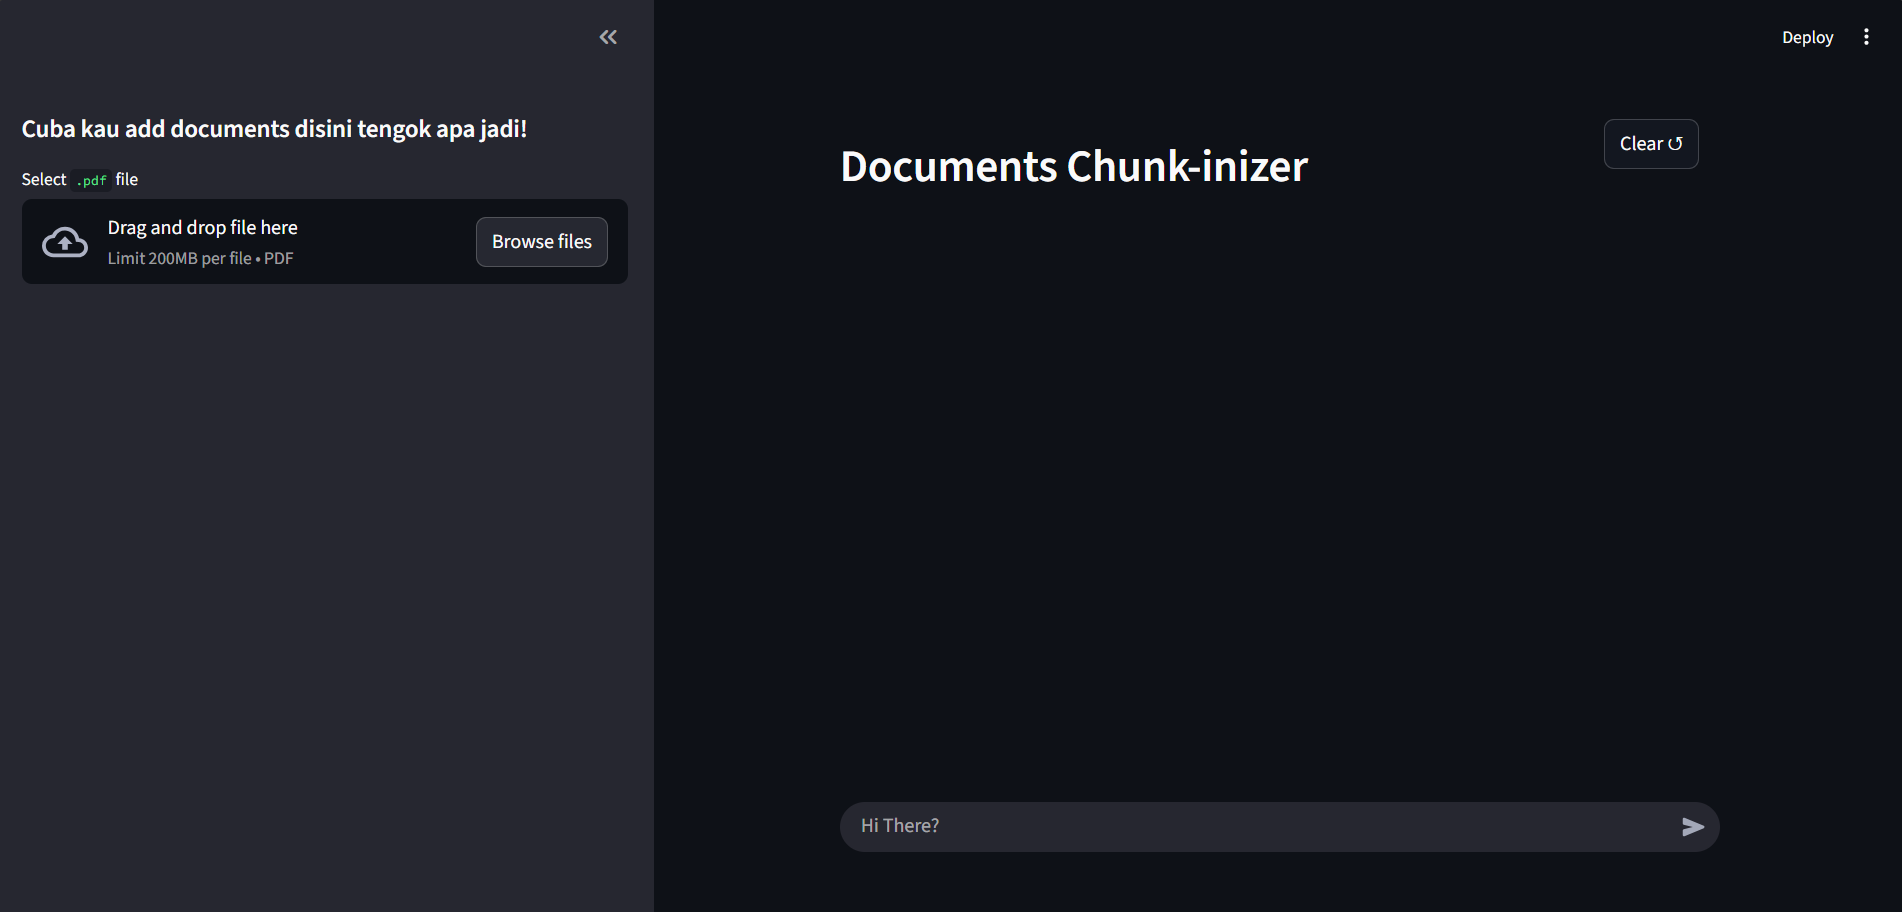 Cuba kau add documents disini tengok apa jadi!
Select .pdf file
Drag and drop file here
Limit 200MB per file • PDF
Browse files
Deploy
Clear ↺
Documents Chunk-inizer
Hi There?